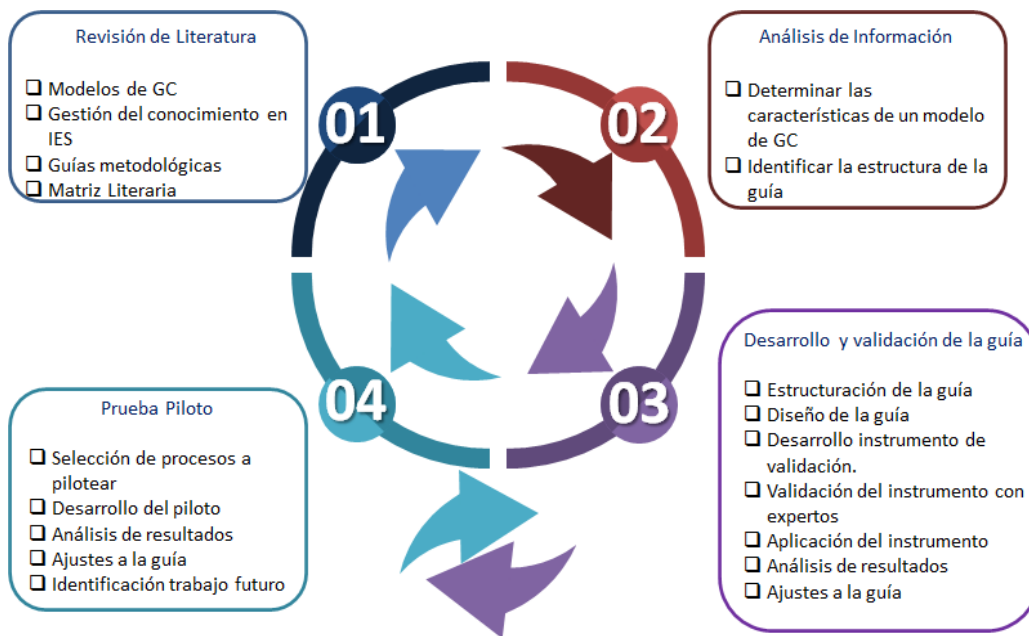 Revisión de Literatura
❑ Modelos de GC
❑ Gestión del conocimiento en
IES
❑ Guías metodológicas
❑ Matriz Literaria
01
02
Análisis de Información
❑ Determinar las
características de un modelo
de GC
❑ Identificar la estructura de la
guía
Prueba Piloto
❑ Selección de procesos a
pilotear
❑ Desarrollo del piloto
❑ Análisis de resultados
❑ Ajustes a la guía
❑ Identificación trabajo futuro
04
03
Desarrollo y validación de la guía
❑ Estructuración de la guía
❑ Diseño de la guía
❑ Desarrollo instrumento de
validación.
❑ Validación del instrumento con
expertos
❑ Aplicación del instrumento
❑ Análisis de resultados
❑ Ajustes a la guía